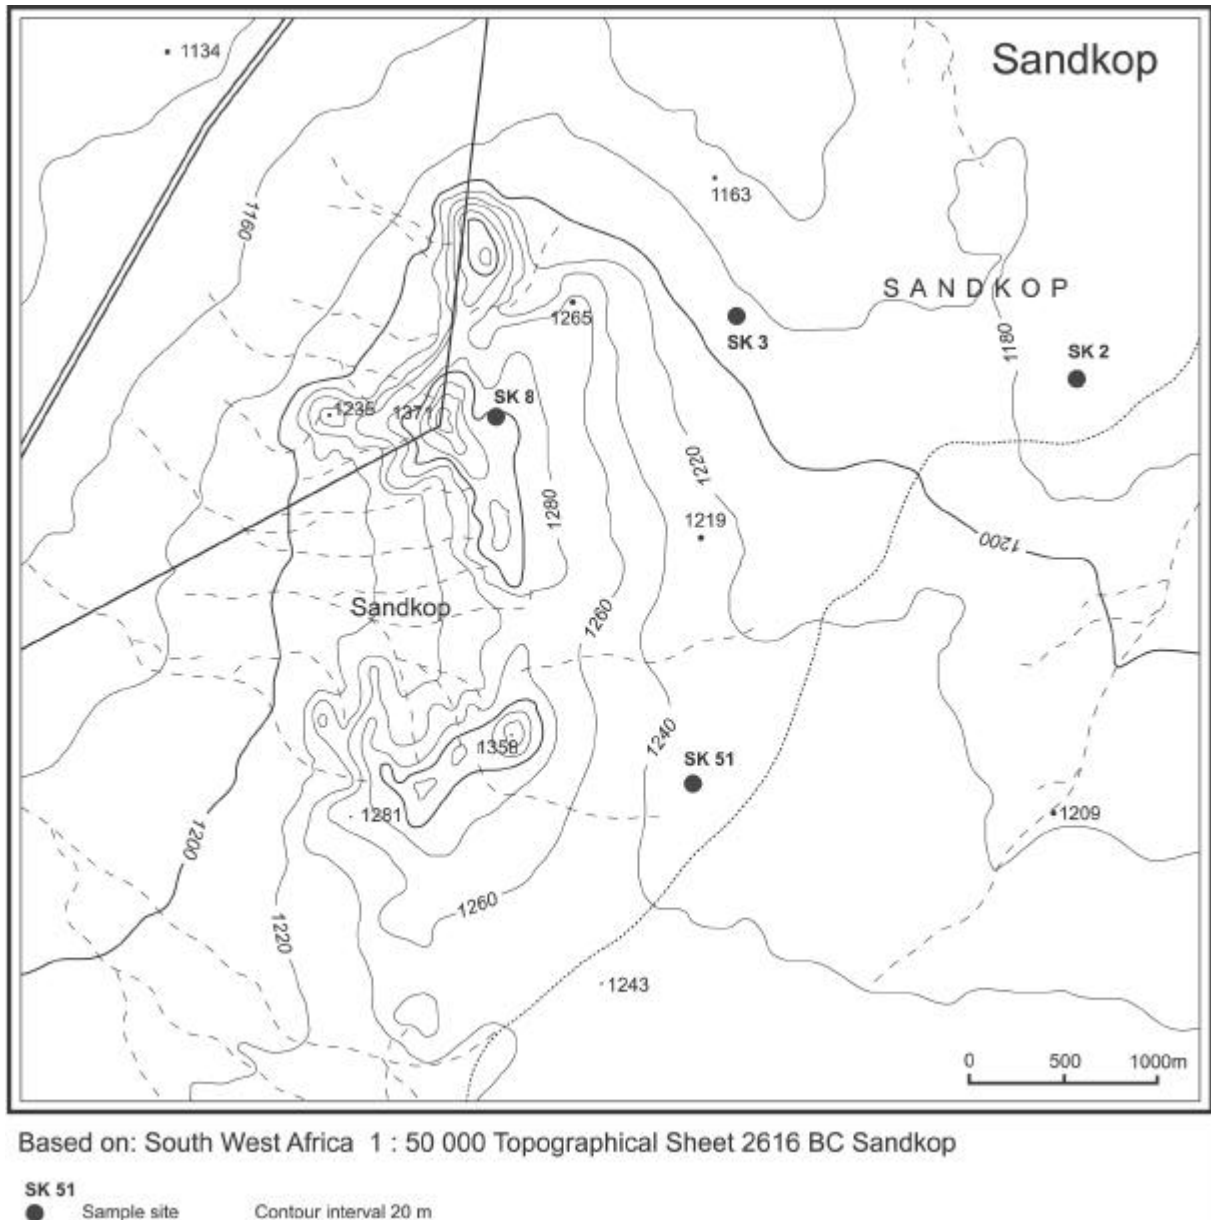 1134
Sandkop
1163
1160
SANDKOP
1265
SK 3
1180
SK 2
1235
1371
SK 8
1220
1280
1219
1200
Sandkop
1260
1240
1358
SK 51
1281
1209
1200
1260
1220
1243
0 500 1000m
Based on: South West Africa 1 : 50 000 Topographical Sheet 2616 BC Sandkop
SK 51
Sample site Contour interval 20 m